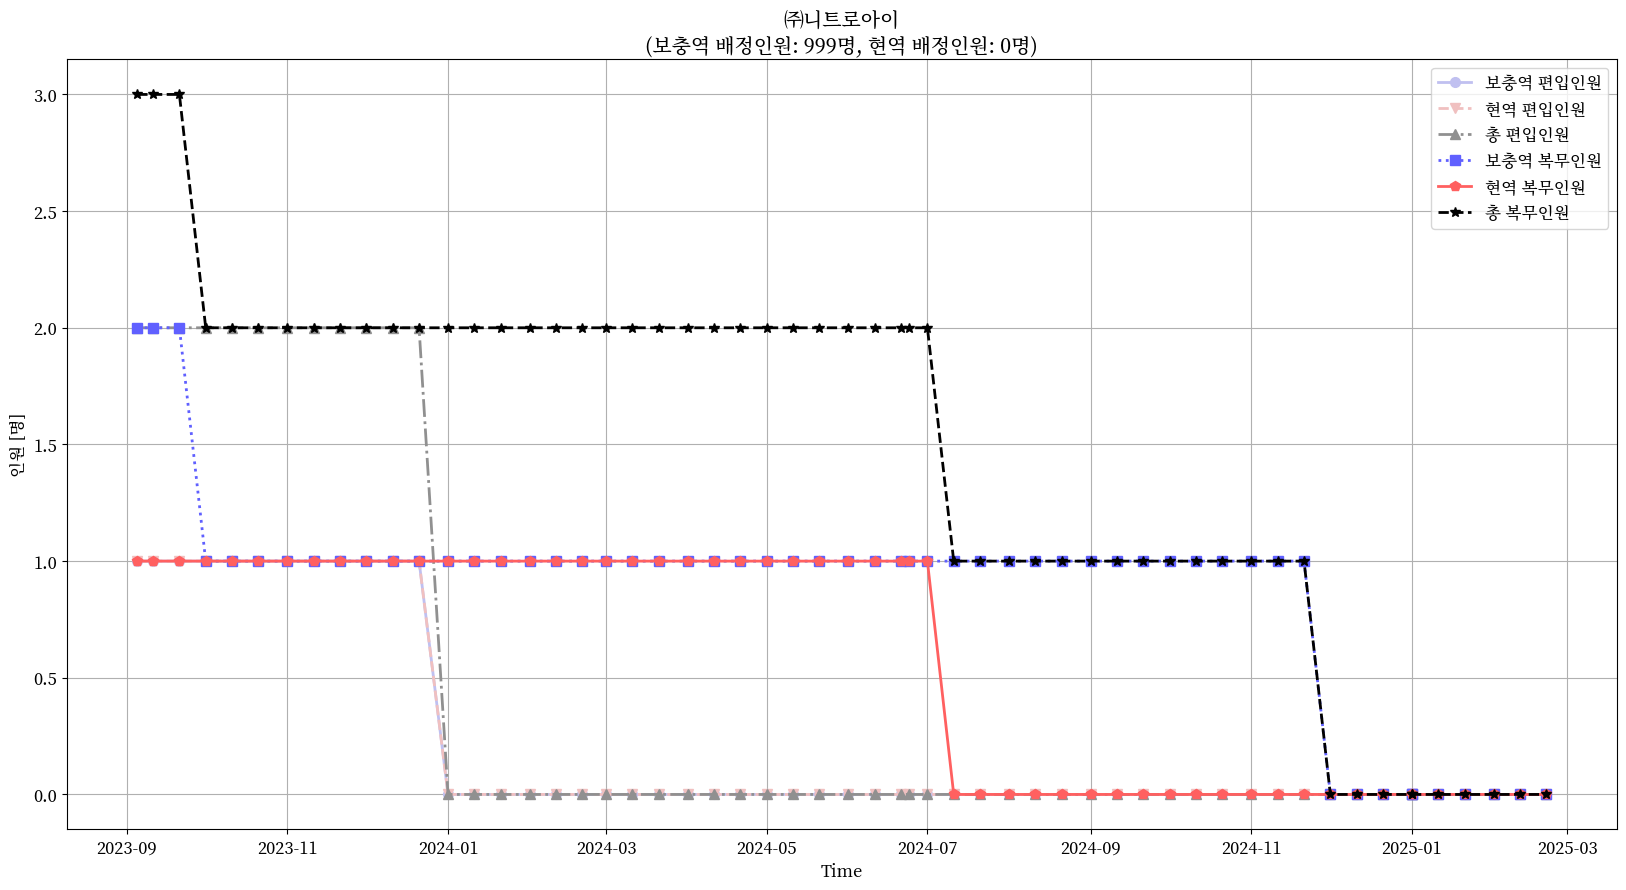 ㈜니트로아이
(보충역 배정인원: 999명, 현역 배정인원: 0명)
보충역 편입인원
현역 편입인원
총 편입인원
보충역 복무인원
현역 복무인원
총 복무인원
3.0
2.5
2.0
1.5
1.0
0.5
0.0
인원 [명]
2023-09 2023-11 2024-01 2024-03 2024-05 2024-07 2024-09 2024-11 2025-01 2025-03
Time